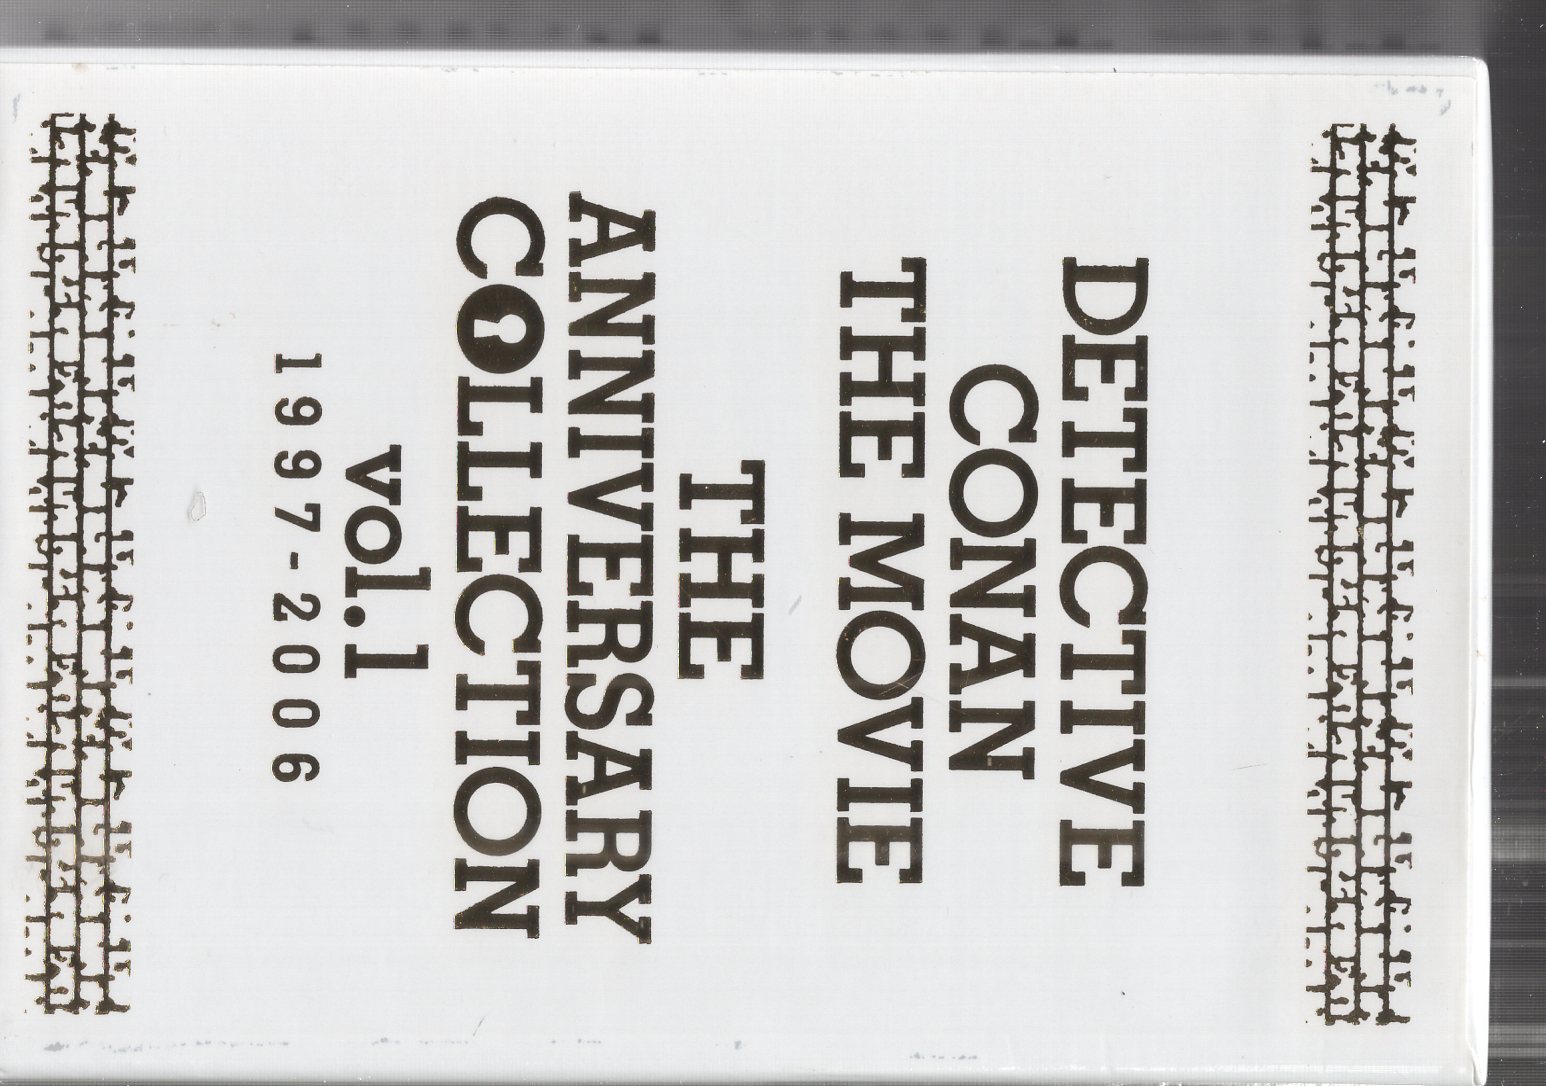 DETECTIVE
CONAN
THE MOVIE
THE
ANNIVERSARY
COLLECTION
vol.1
1997-2006